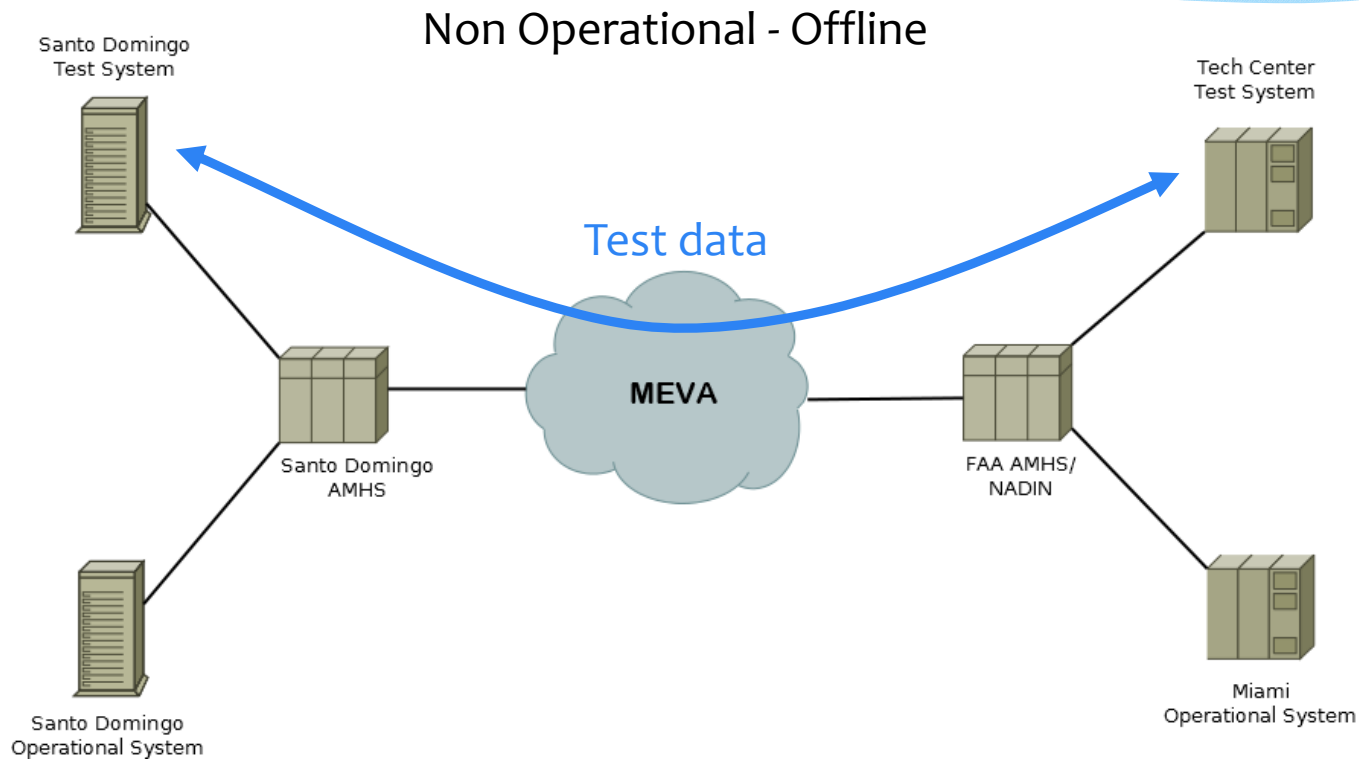 Non Operational - Offline
Santo Domingo
Test System
Tech Center
Test System
Test data
MEVA
Santo Domingo
AMHS
FAA AMHS/
NADIN
Santo Domingo
Operational System
Miami
Operational System